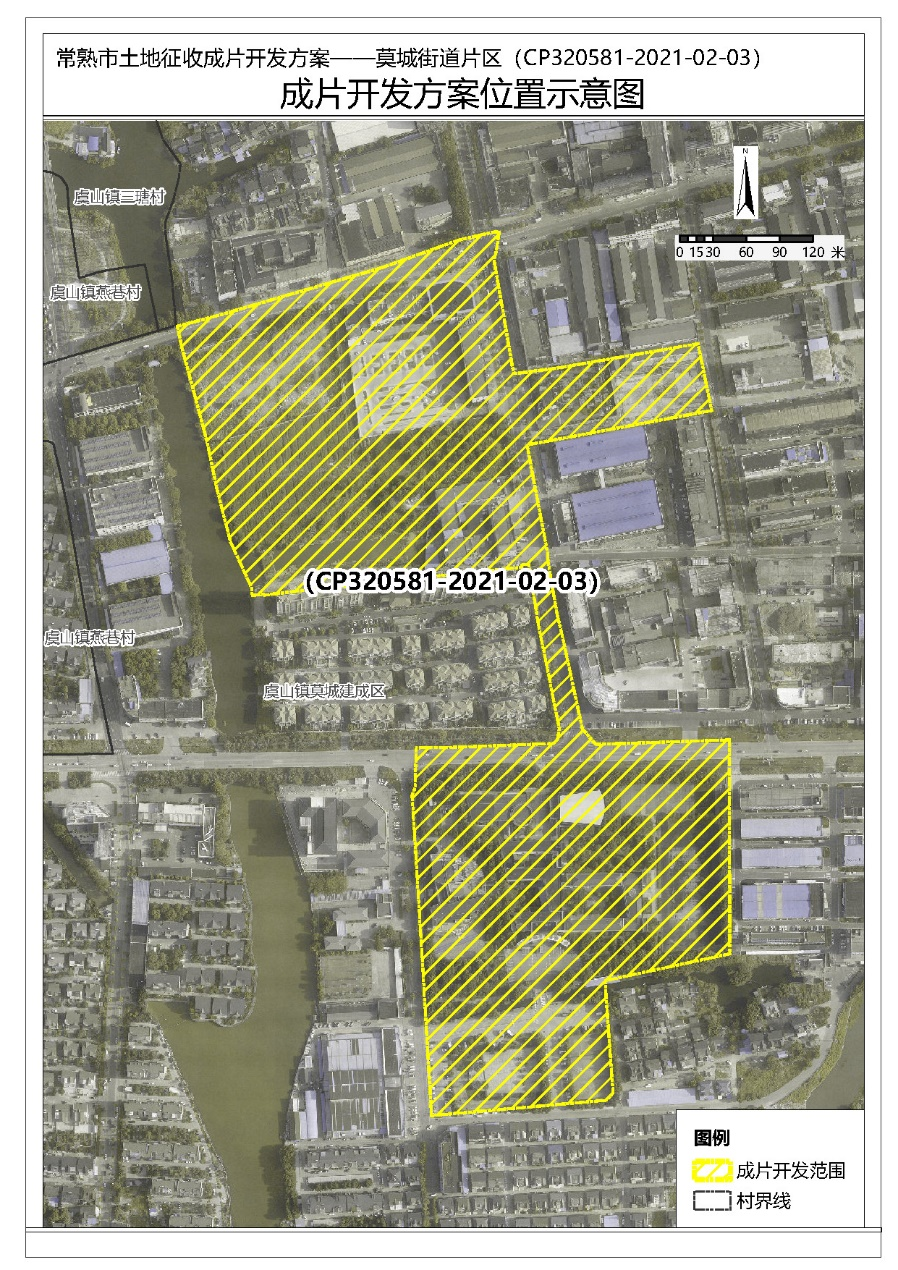 常熟市土地征收成片开发方案——莫城街道片区（CP320581-2021-02-03）
成片开发方案位置示意图
N
虞山镇三塘村
0 15 30 60 90 120 米
虞山镇燕巷村
(CP320581-2021-02-03)
虞山镇燕巷村
虞山镇莫城建成区
图例
成片开发范围
村界线